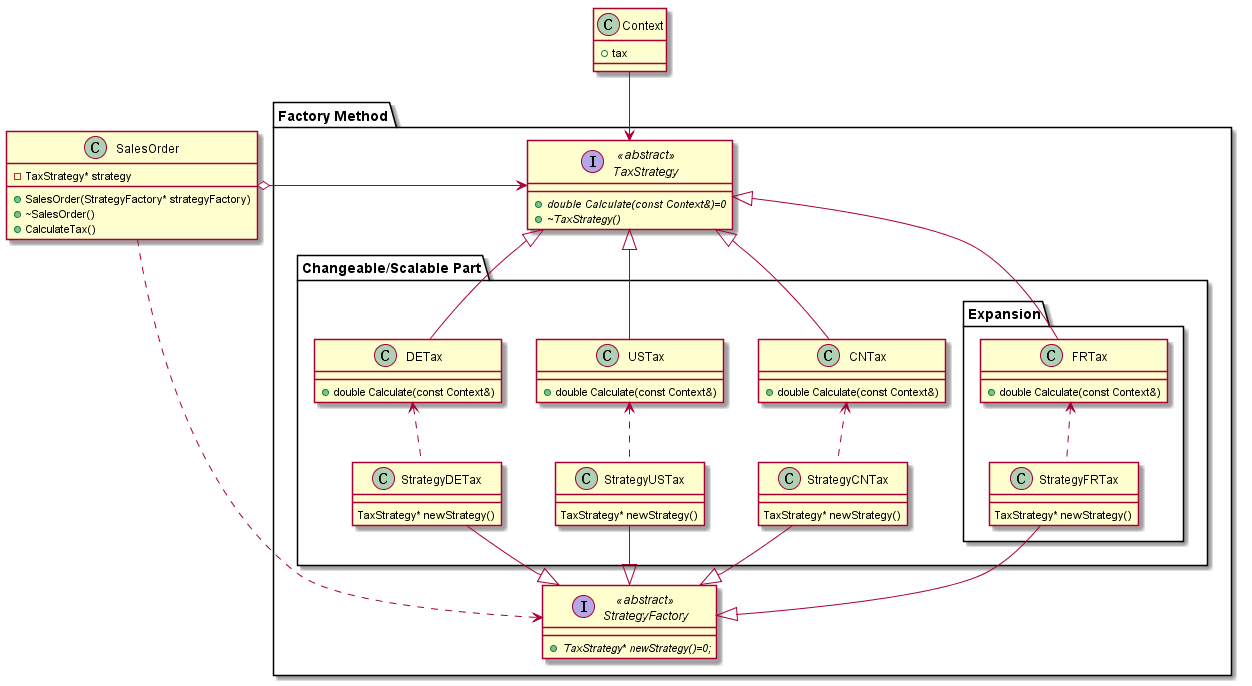 C Context
tax
Factory Method
C SalesOrder
TaxStrategy* strategy
SalesOrder(StrategyFactory* strategyFactory)
~SalesOrder()
CalculateTax()
I «abstract»
TaxStrategy
double Calculate(const Context&)=0
~TaxStrategy()
Changeable/Scalable Part
Expansion
C DETax
double Calculate(const Context&)
C USTax
double Calculate(const Context&)
C CNTax
double Calculate(const Context&)
C FRTax
double Calculate(const Context&)
C StrategyDETax
TaxStrategy* newStrategy()
C StrategyUSTax
TaxStrategy* newStrategy()
C StrategyCNTax
TaxStrategy* newStrategy()
C StrategyFRTax
TaxStrategy* newStrategy()
I «abstract»
StrategyFactory
TaxStrategy* newStrategy()=0;